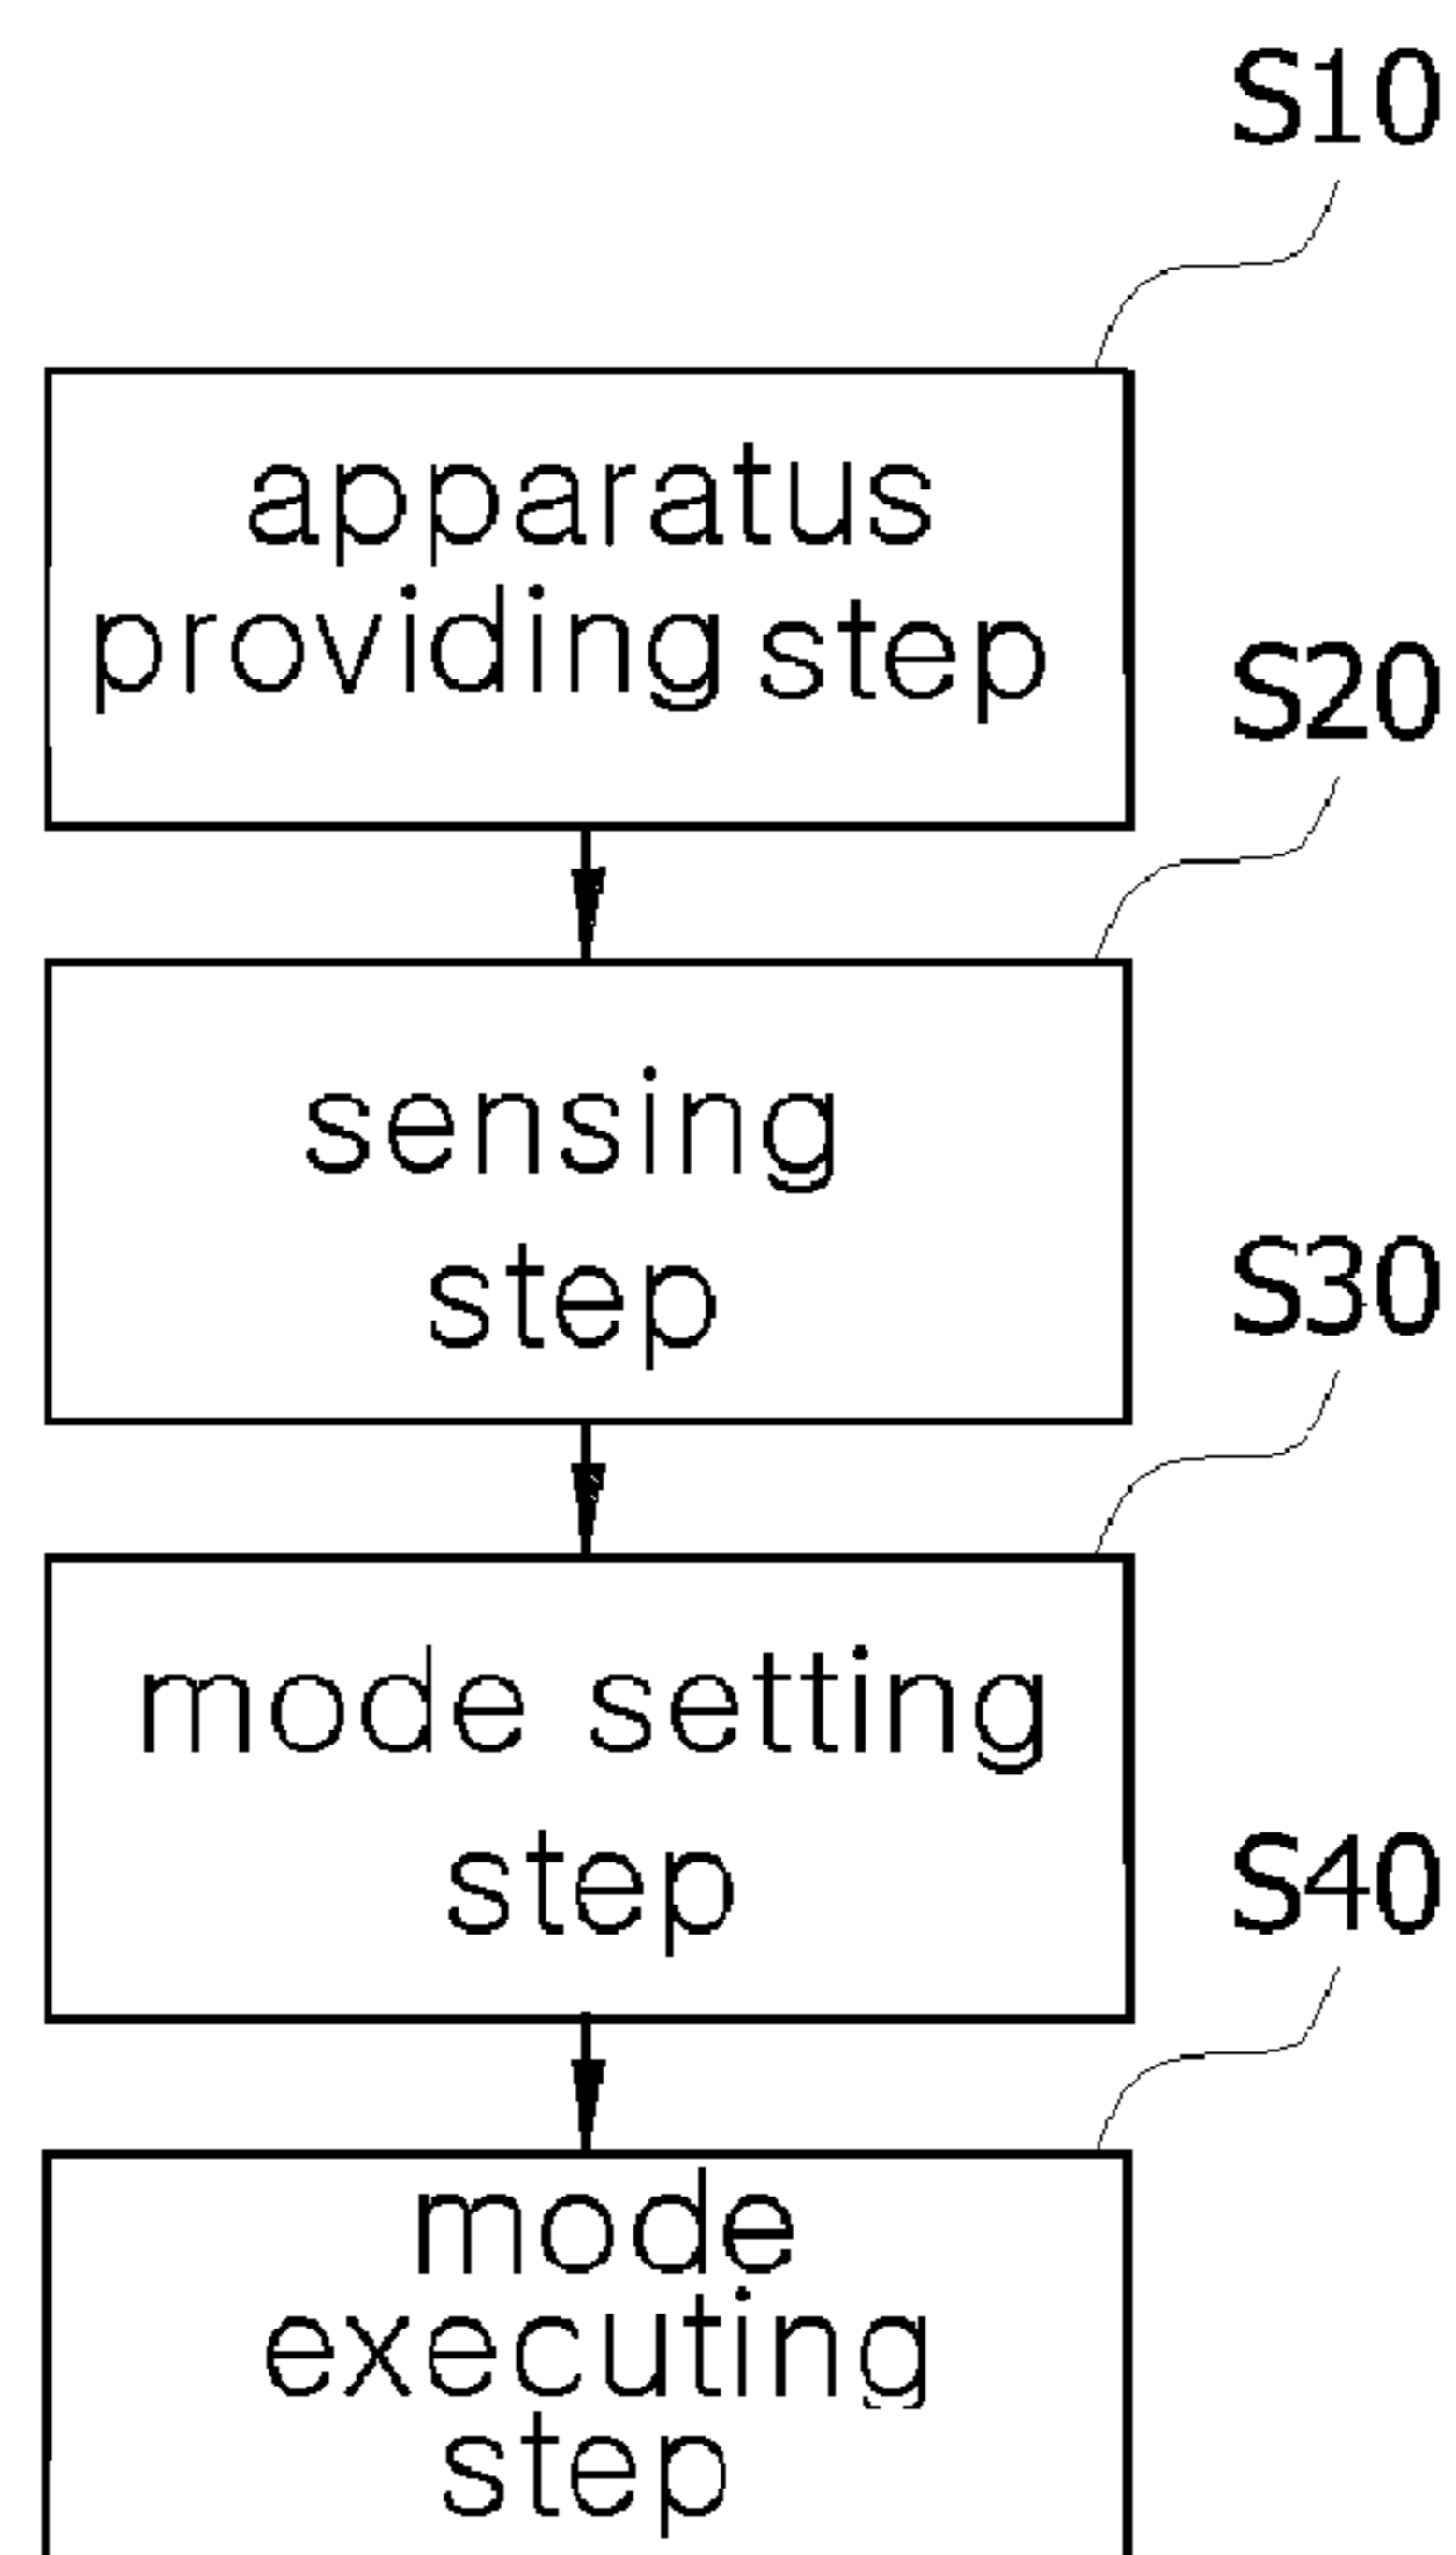 S10
apparatus
providing step
S20
sensing
step
S30
mode setting
step
S40
mode
executing
step